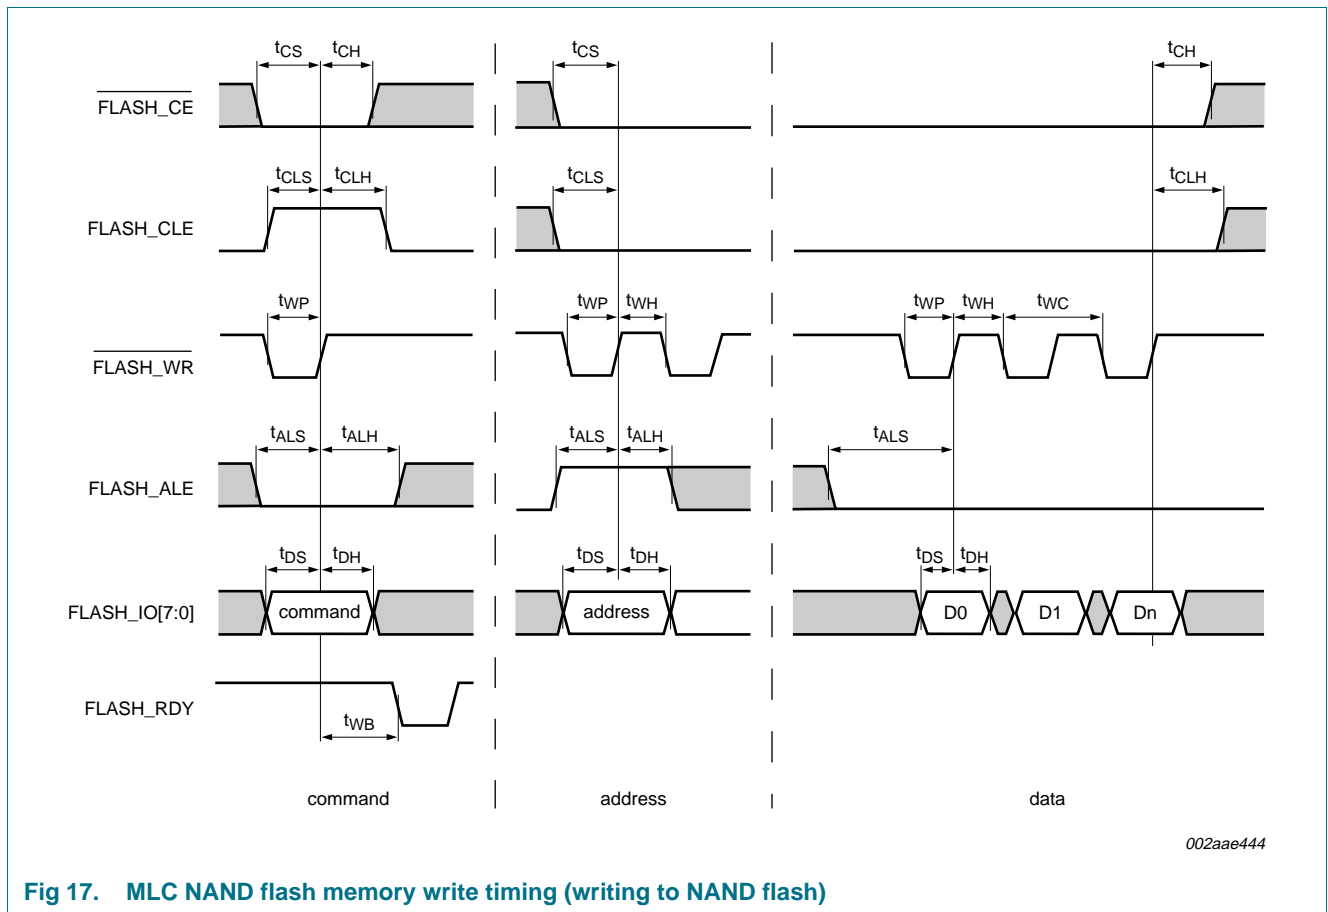 tCS tCH tCS tCH
FLASH_CE
tCLS tCLH tCLS tCLH
FLASH_CLE
tWP tWP tWH tWP tWH tWC
FLASH_WR
tALS tALH tALS tALH tALS
FLASH_ALE
tDS tDH tDS tDH tDS tDH
FLASH_IO[7:0] command address D0 D1 Dn
FLASH_RDY
tWB
command address data
002aae444
Fig 17. MLC NAND flash memory write timing (writing to NAND flash)